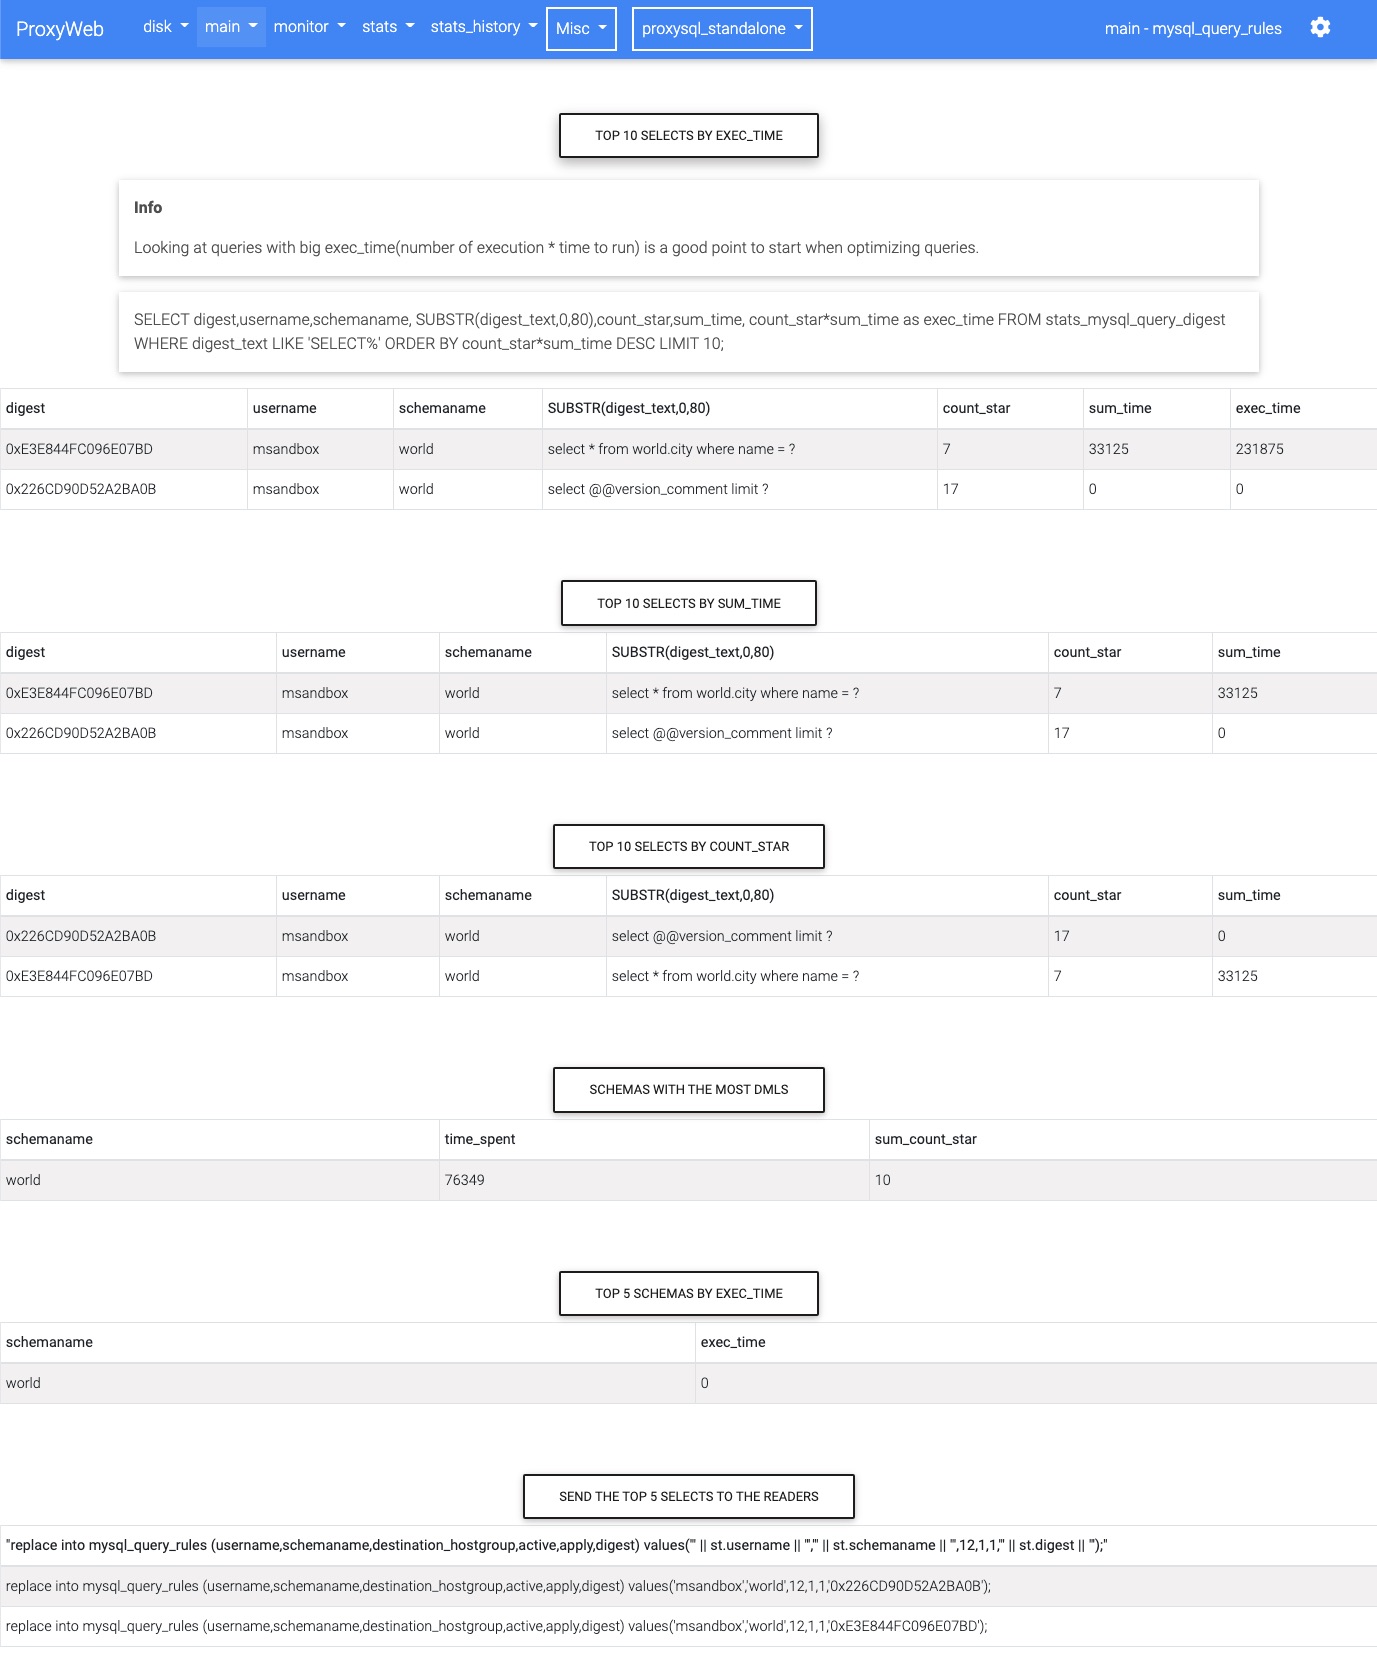 ProxyWeb disk main monitor stats stats_history Misc proxysql_standalone main - mysql_query_rules
TOP 10 SELECTS BY EXEC_TIME
Info
Looking at queries with big exec_time(number of execution * time to run) is a good point to start when optimizing queries.
SELECT digest,username,schemaname, SUBSTR(digest_text,0,80),count_star,sum_time, count_star*sum_time as exec_time FROM stats_mysql_query_digest
WHERE digest_text LIKE 'SELECT%' ORDER BY count_star*sum_time DESC LIMIT 10;
digest username schemaname SUBSTR(digest_text,0,80) count_star sum_time exec_time
0xE3E844FC096E07BD msandbox world select * from world.city where name = ? 7 33125 231875
0x226CD90D52A2BA0B msandbox world select @@version_comment limit ? 17 0 0
TOP 10 SELECTS BY SUM_TIME
digest username schemaname SUBSTR(digest_text,0,80) count_star sum_time
0xE3E844FC096E07BD msandbox world select * from world.city where name = ? 7 33125
0x226CD90D52A2BA0B msandbox world select @@version_comment limit ? 17 0
TOP 10 SELECTS BY COUNT_STAR
digest username schemaname SUBSTR(digest_text,0,80) count_star sum_time
0x226CD90D52A2BA0B msandbox world select @@version_comment limit ? 17 0
0xE3E844FC096E07BD msandbox world select * from world.city where name = ? 7 33125
SCHEMAS WITH THE MOST DMLS
schemaname time_spent sum_count_star
world 76349 10
TOP 5 SCHEMAS BY EXEC_TIME
schemaname exec_time
world 0
SEND THE TOP 5 SELECTS TO THE READERS
"replace into mysql_query_rules (username,schemaname,destination_hostgroup,active,apply,digest) values('" || st.username || "','" || st.schemaname || "',12,1,1,'" || st.digest || "');"
replace into mysql_query_rules (username,schemaname,destination_hostgroup,active,apply,digest) values('msandbox','world',12,1,1,'0x226CD90D52A2BA0B');
replace into mysql_query_rules (username,schemaname,destination_hostgroup,active,apply,digest) values('msandbox','world',12,1,1,'0xE3E844FC096E07BD');